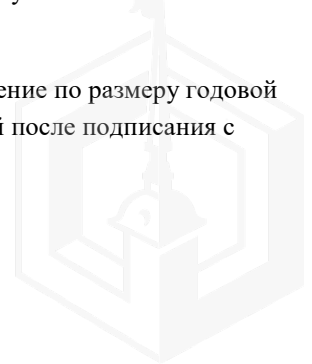 ение по размеру годовой
й после подписания с